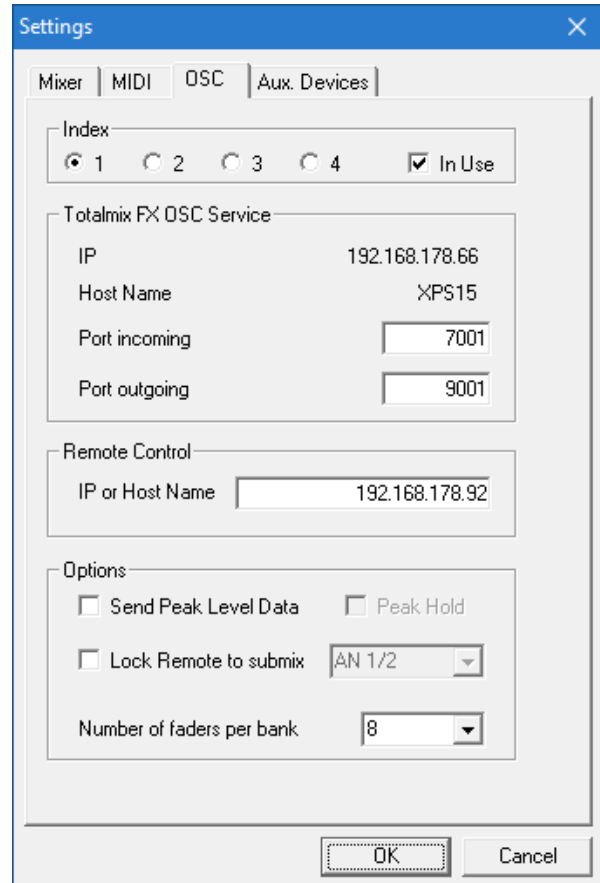 Settings
Mixer MIDI OSC Aux. Devices
Index
1 2 3 4 In Use
Totalmix FX OSC Service
IP 192.168.178.66
Host Name XPS15
Port incoming 7001
Port outgoing 9001
Remote Control
IP or Host Name 192.168.178.92
Options
Send Peak Level Data Peak Hold
Lock Remote to submix AN 1/2
Number of faders per bank 8
OK Cancel